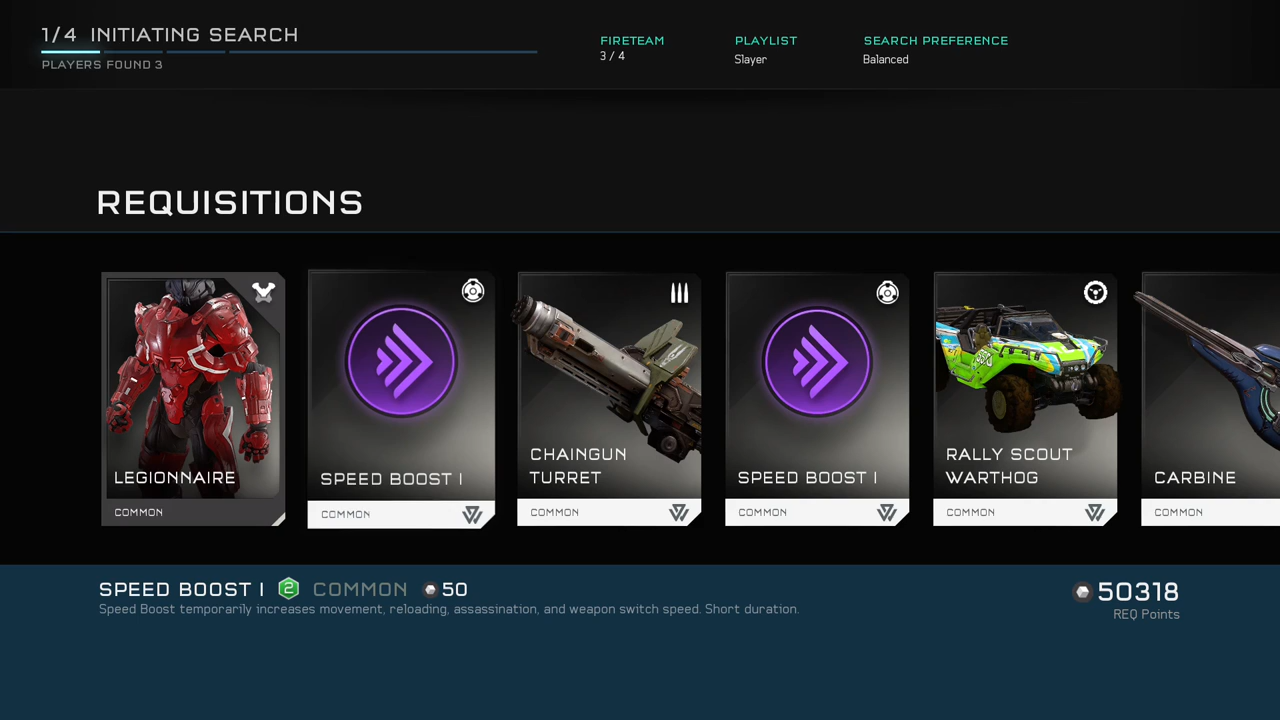 1/4 INITIATING SEARCH
PLAYERS FOUND 3
FIRETEAM
3 / 4
PLAYLIST
Slayer
SEARCH PREFERENCE
Balanced
REQUISITIONS
LEGIONNAIRE
COMMON
SPEED BOOST I
COMMON
CHAINGUN
TURRET
COMMON
SPEED BOOST I
COMMON
RALLY SCOUT
WARTHOG
COMMON
CARBINE
COMMON
SPEED BOOST I 2 COMMON 50
Speed Boost temporarily increases movement, reloading, assassination, and weapon switch speed. Short duration.
50318
REQ Points